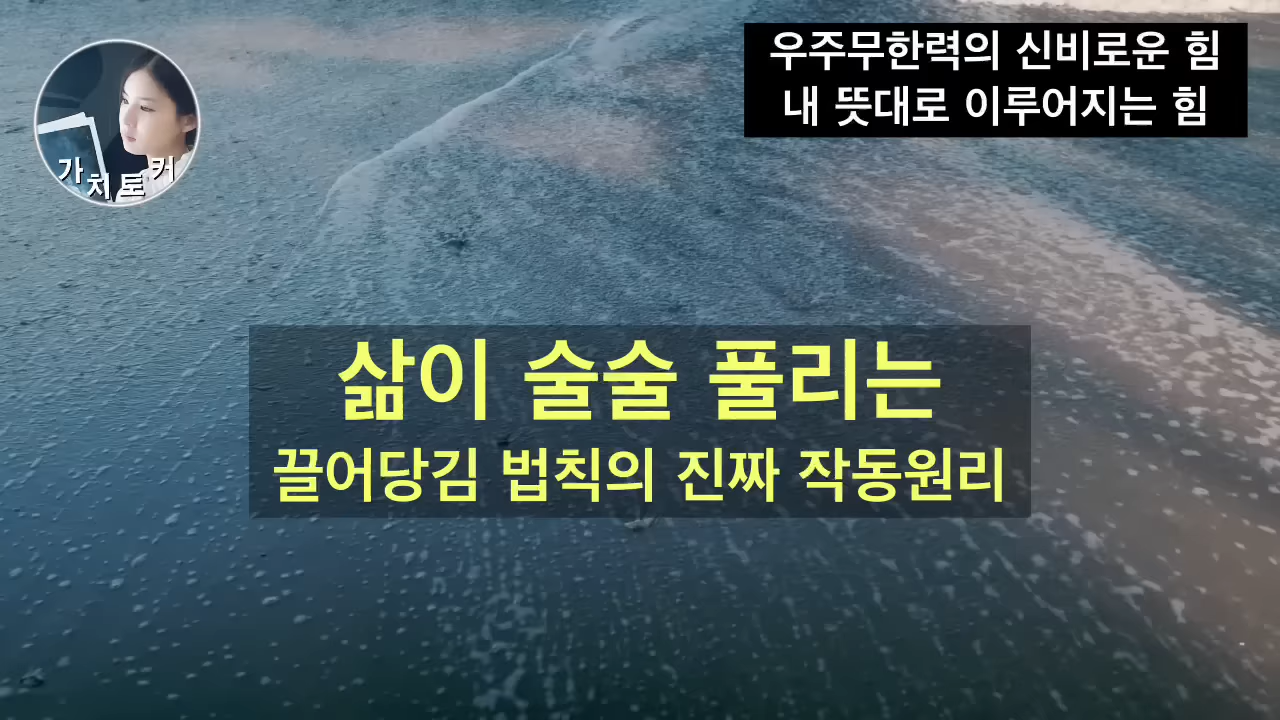 우주무한력의 신비로운 힘
내 뜻대로 이루어지는 힘
가치토커
삶이 술술 풀리는
끌어당김 법칙의 진짜 작동원리